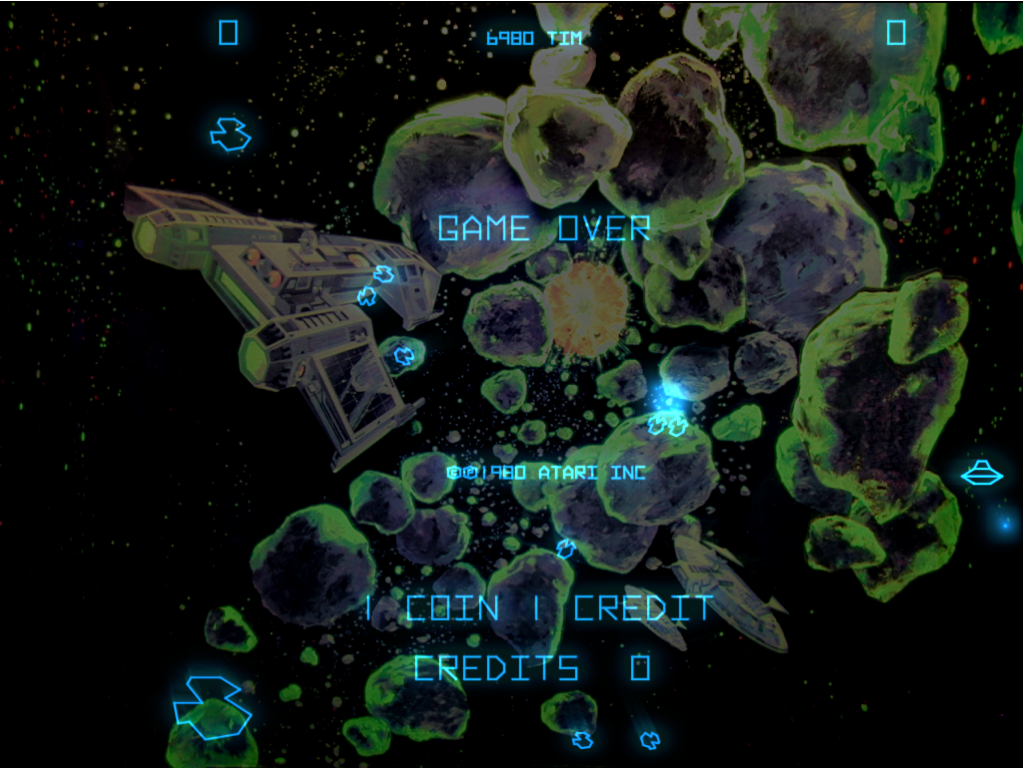 0 6980 TIM 0
GAME OVER
©℗1980 ATARI INC
1 COIN 1 CREDIT
CREDITS 0